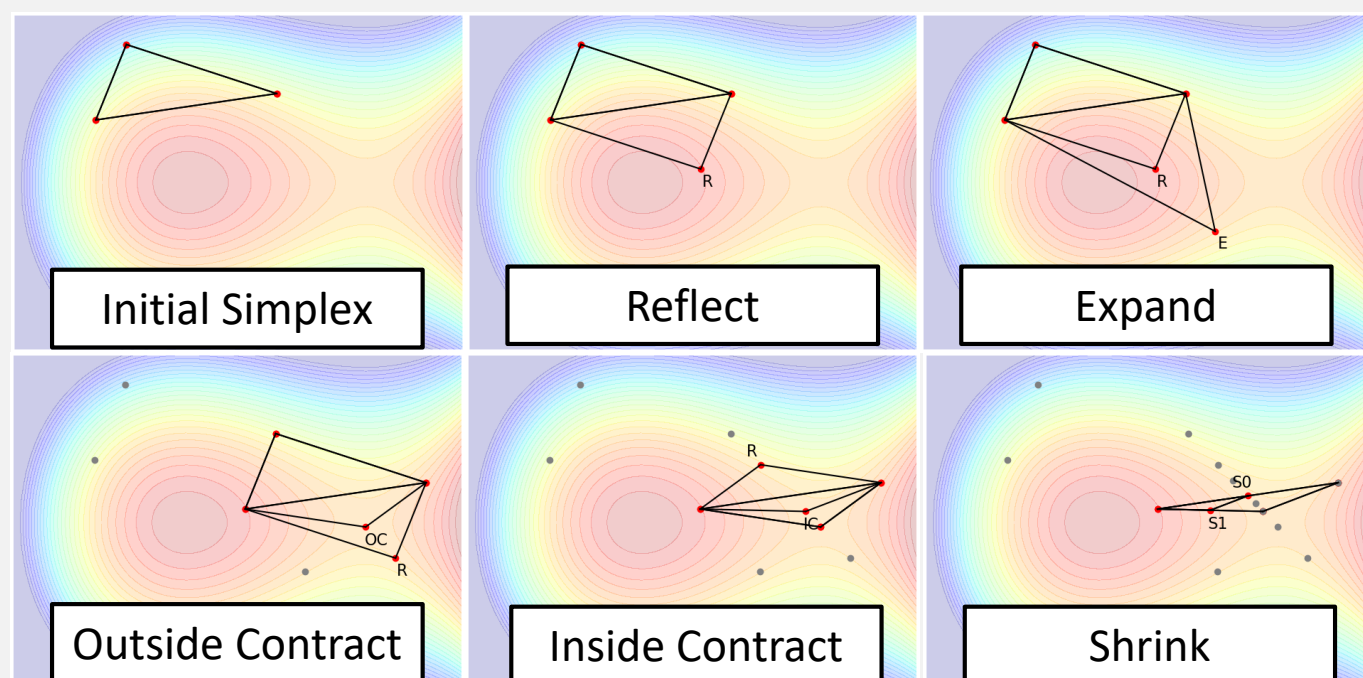 Initial Simplex
R
Reflect
R
E
Expand
OC
R
Outside Contract
R
IC
Inside Contract
S0
S1
Shrink